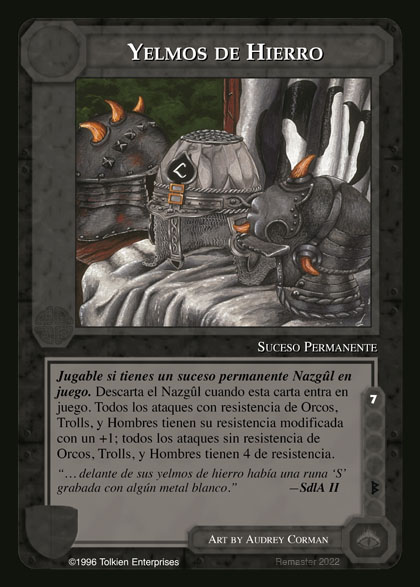 YELMOS DE HIERRO
SUCESO PERMANENTE
Jugable si tienes un suceso permanente Nazgûl en
juego. Descarta el Nazgûl cuando esta carta entra en
juego. Todos los ataques con resistencia de Orcos,
Trolls, y Hombres tienen su resistencia modificada
con un +1; todos los ataques sin resistencia de
Orcos, Trolls, y Hombres tienen 4 de resistencia.
“… delante de sus yelmos de hierro había una runa ‘S’
grabada con algún metal blanco.” —SdlA II
7
ART BY AUDREY CORMAN
©1996 Tolkien Enterprises
Remaster 2022